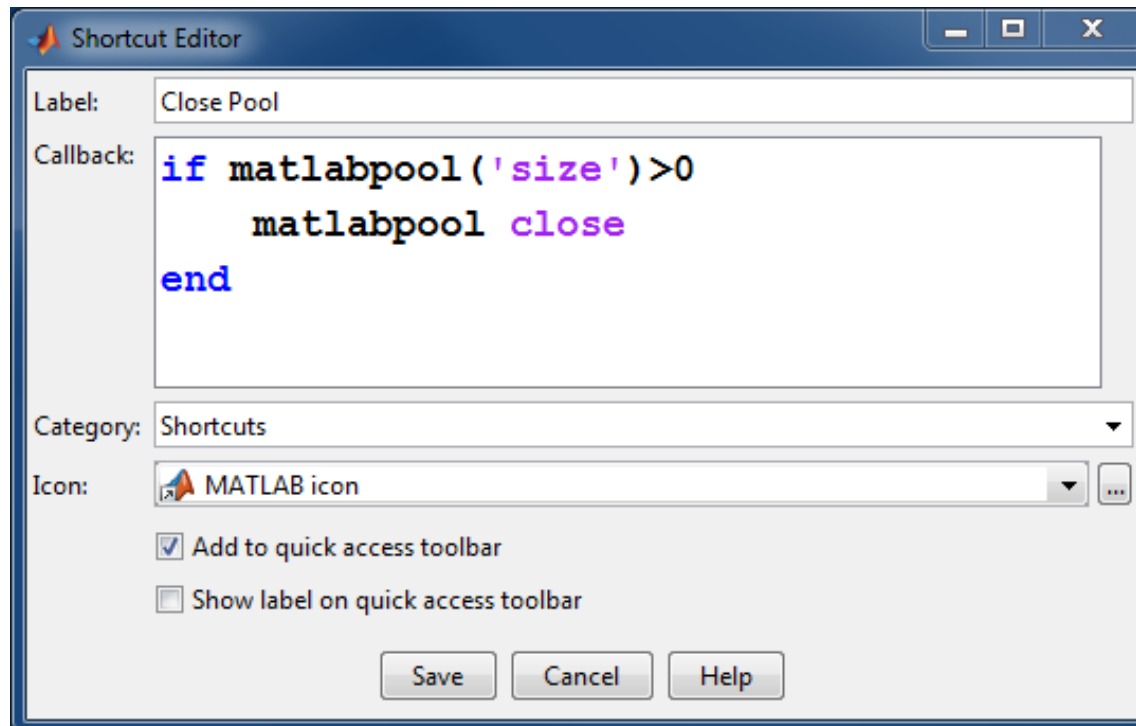 Shortcut Editor
Label: Close Pool
Callback: if matlabpool('size')>0
    matlabpool close
end
Category: Shortcuts
Icon: MATLAB icon ...
Add to quick access toolbar
Show label on quick access toolbar
Save Cancel Help